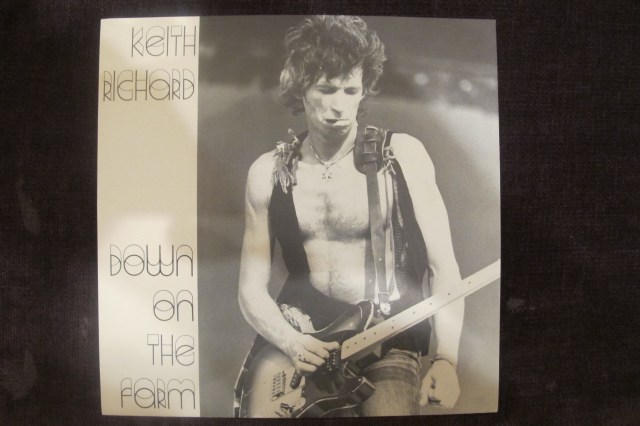 KEITH
RICHARD
DOWN
ON
THE
FARM